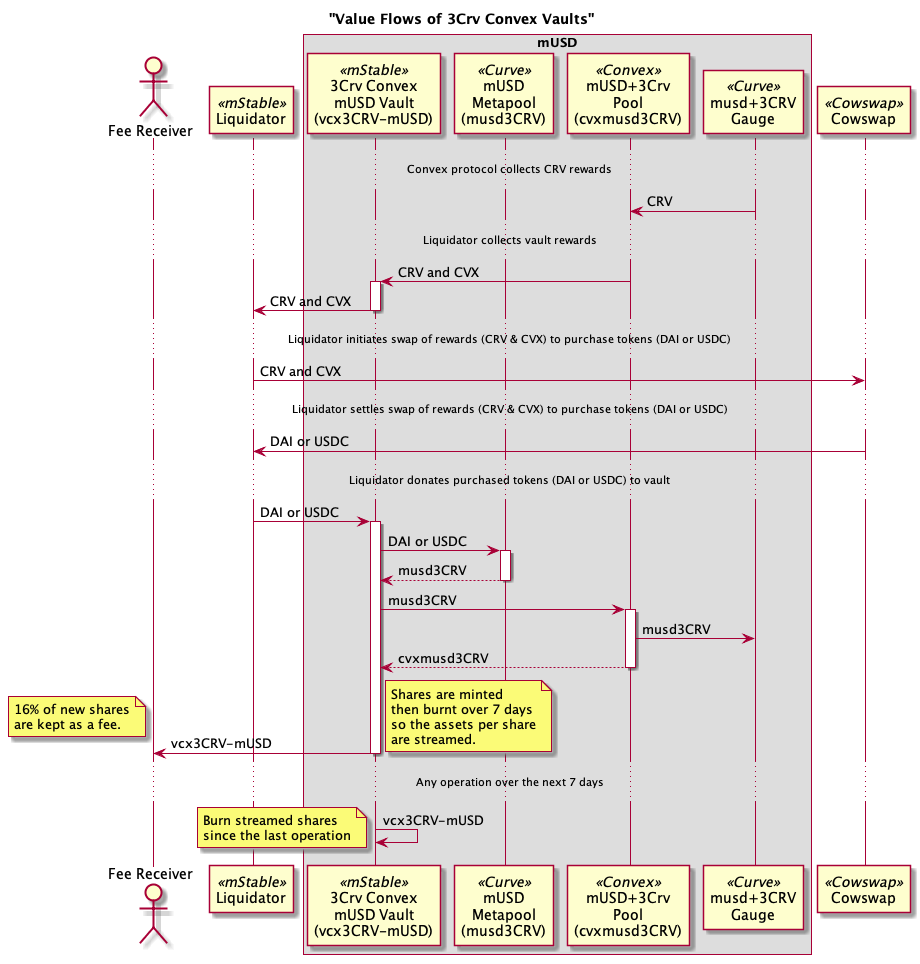 "Value Flows of 3Crv Convex Vaults"
mUSD
Fee Receiver
«mStable»
Liquidator
«mStable»
3Crv Convex
mUSD Vault
(vcx3CRV-mUSD)
«Curve»
mUSD
Metapool
(musd3CRV)
«Convex»
mUSD+3Crv
Pool
(cvxmusd3CRV)
«Curve»
musd+3CRV
Gauge
«Cowswap»
Cowswap
Convex protocol collects CRV rewards
CRV
Liquidator collects vault rewards
CRV and CVX
CRV and CVX
Liquidator initiates swap of rewards (CRV & CVX) to purchase tokens (DAI or USDC)
CRV and CVX
Liquidator settles swap of rewards (CRV & CVX) to purchase tokens (DAI or USDC)
DAI or USDC
Liquidator donates purchased tokens (DAI or USDC) to vault
DAI or USDC
DAI or USDC
musd3CRV
musd3CRV
musd3CRV
cvxmusd3CRV
Shares are minted
then burnt over 7 days
so the assets per share
are streamed.
16% of new shares
are kept as a fee.
vcx3CRV-mUSD
Any operation over the next 7 days
Burn streamed shares
since the last operation
vcx3CRV-mUSD
Fee Receiver
«mStable»
Liquidator
«mStable»
3Crv Convex
mUSD Vault
(vcx3CRV-mUSD)
«Curve»
mUSD
Metapool
(musd3CRV)
«Convex»
mUSD+3Crv
Pool
(cvxmusd3CRV)
«Curve»
musd+3CRV
Gauge
«Cowswap»
Cowswap